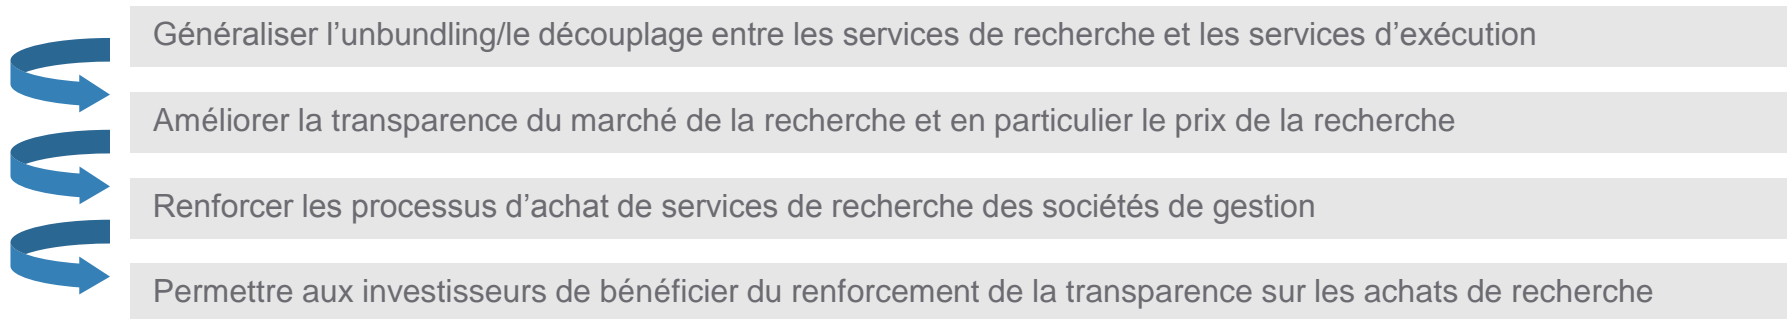 Généraliser l’unbundling/le découplage entre les services de recherche et les services d’exécution
Améliorer la transparence du marché de la recherche et en particulier le prix de la recherche
Renforcer les processus d’achat de services de recherche des sociétés de gestion
Permettre aux investisseurs de bénéficier du renforcement de la transparence sur les achats de recherche